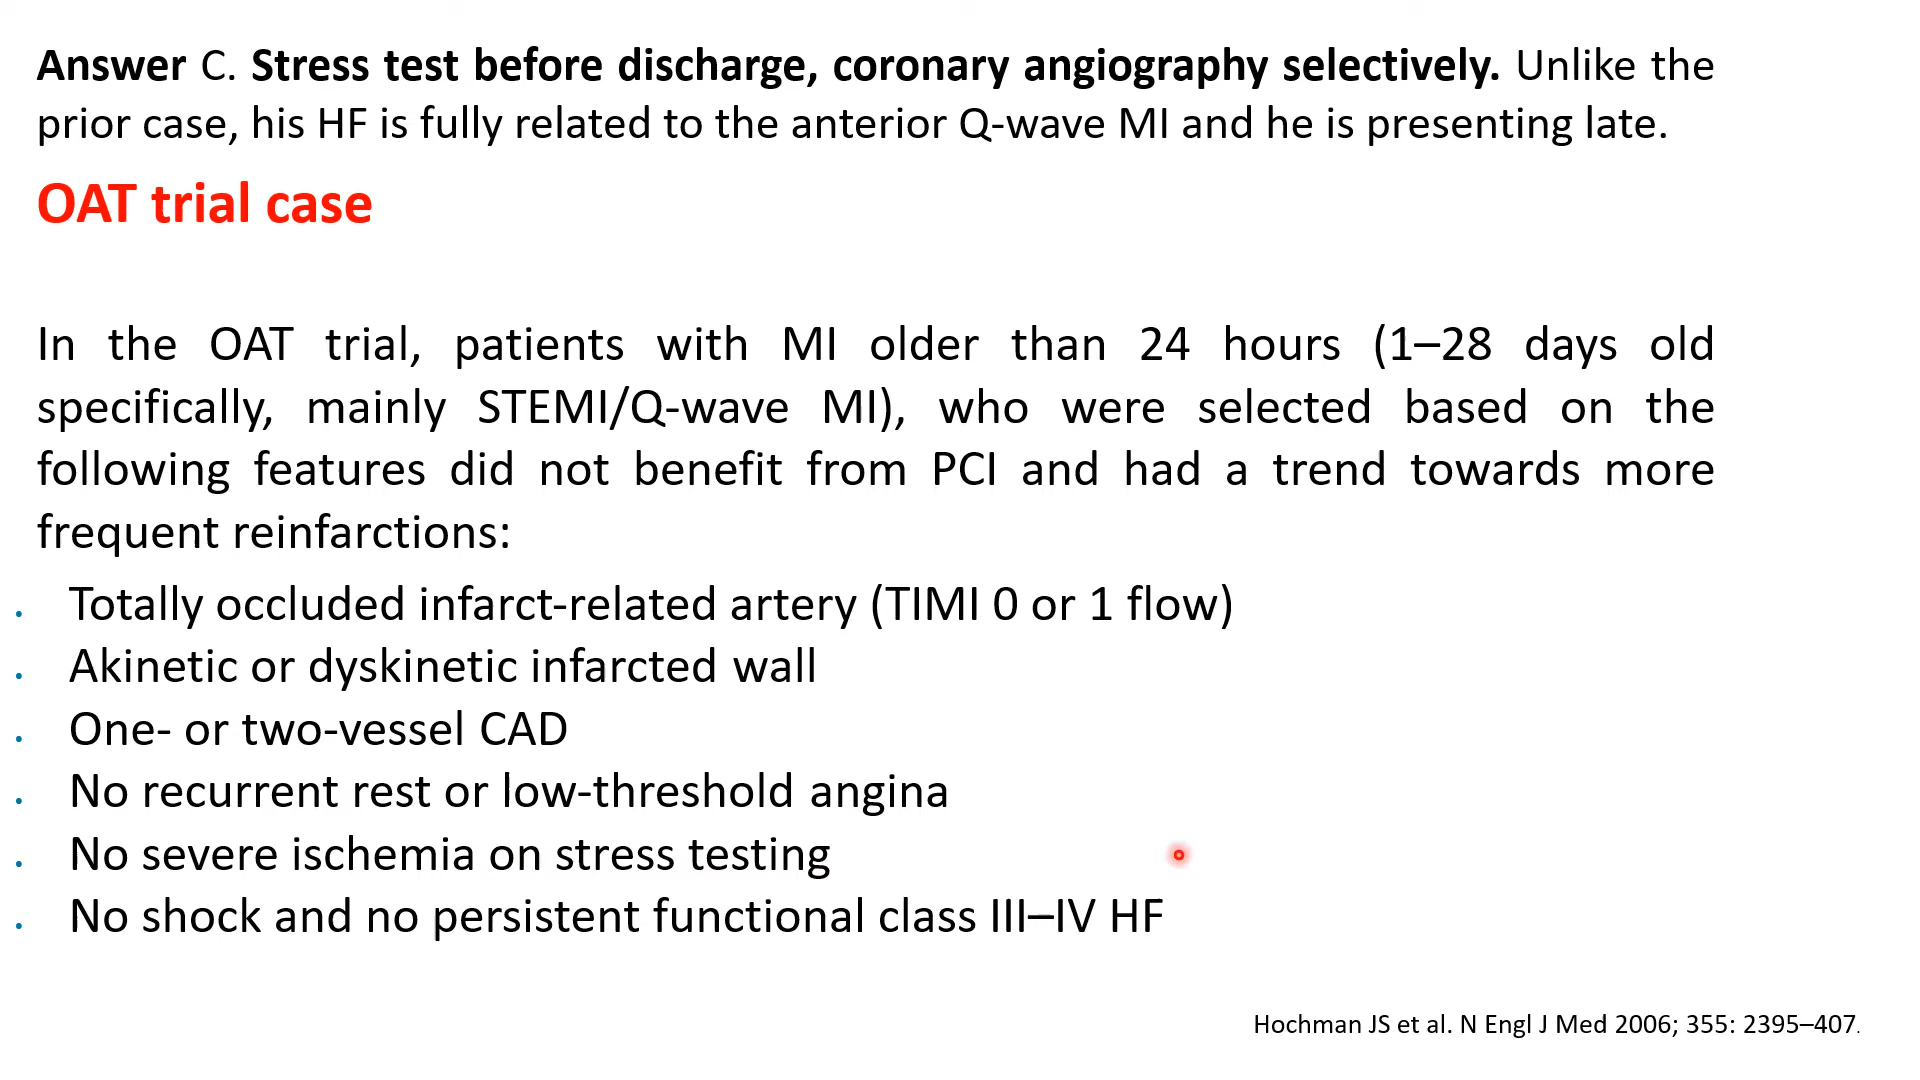 Answer C. Stress test before discharge, coronary angiography selectively. Unlike the
prior case, his HF is fully related to the anterior Q-wave MI and he is presenting late.
OAT trial case
In the OAT trial, patients with MI older than 24 hours (1–28 days old
specifically, mainly STEMI/Q-wave MI), who were selected based on the
following features did not benefit from PCI and had a trend towards more
frequent reinfarctions:
• Totally occluded infarct-related artery (TIMI 0 or 1 flow)
• Akinetic or dyskinetic infarcted wall
• One- or two-vessel CAD
• No recurrent rest or low-threshold angina
• No severe ischemia on stress testing
• No shock and no persistent functional class III–IV HF
Hochman JS et al. N Engl J Med 2006; 355: 2395–407.